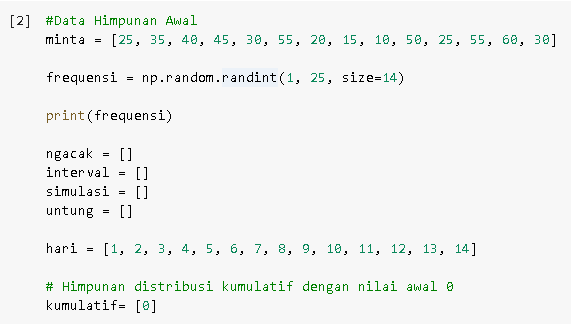 [2] #Data Himpunan Awal
minta = [25, 35, 40, 45, 30, 55, 20, 15, 10, 50, 25, 55, 60, 30]
frequensi = np.random.randint(1, 25, size=14)
print(frequensi)
ngacak = []
interval = []
simulasi = []
untung = []
hari = [1, 2, 3, 4, 5, 6, 7, 8, 9, 10, 11, 12, 13, 14]
# Himpunan distribusi kumulatif dengan nilai awal 0
kumulatif= [0]